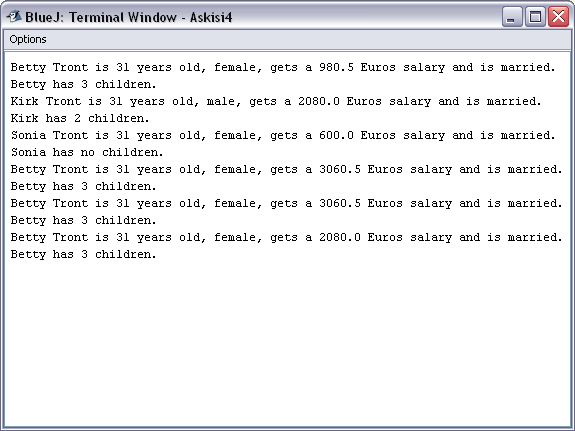 BlueJ: Terminal Window - Askisi4
Options
Betty Tront is 31 years old, female, gets a 980.5 Euros salary and is married.
Betty has 3 children.
Kirk Tront is 31 years old, male, gets a 2080.0 Euros salary and is married.
Kirk has 2 children.
Sonia Tront is 31 years old, female, gets a 600.0 Euros salary and is married.
Sonia has no children.
Betty Tront is 31 years old, female, gets a 3060.5 Euros salary and is married.
Betty has 3 children.
Betty Tront is 31 years old, female, gets a 3060.5 Euros salary and is married.
Betty has 3 children.
Betty Tront is 31 years old, female, gets a 2080.0 Euros salary and is married.
Betty has 3 children.